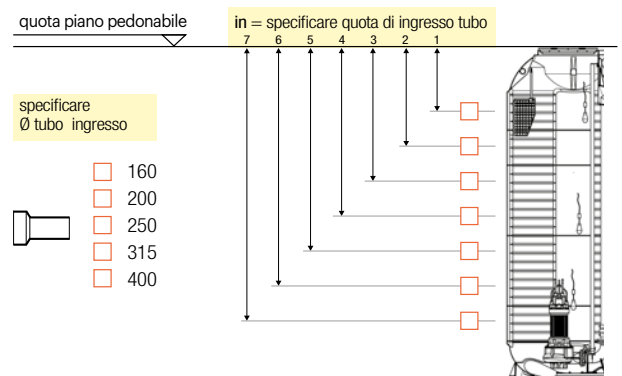 quota piano pedonabile
in = specificare quota di ingresso tubo
7 6 5 4 3 2 1
specificare
Ø tubo ingresso
160
200
250
315
400